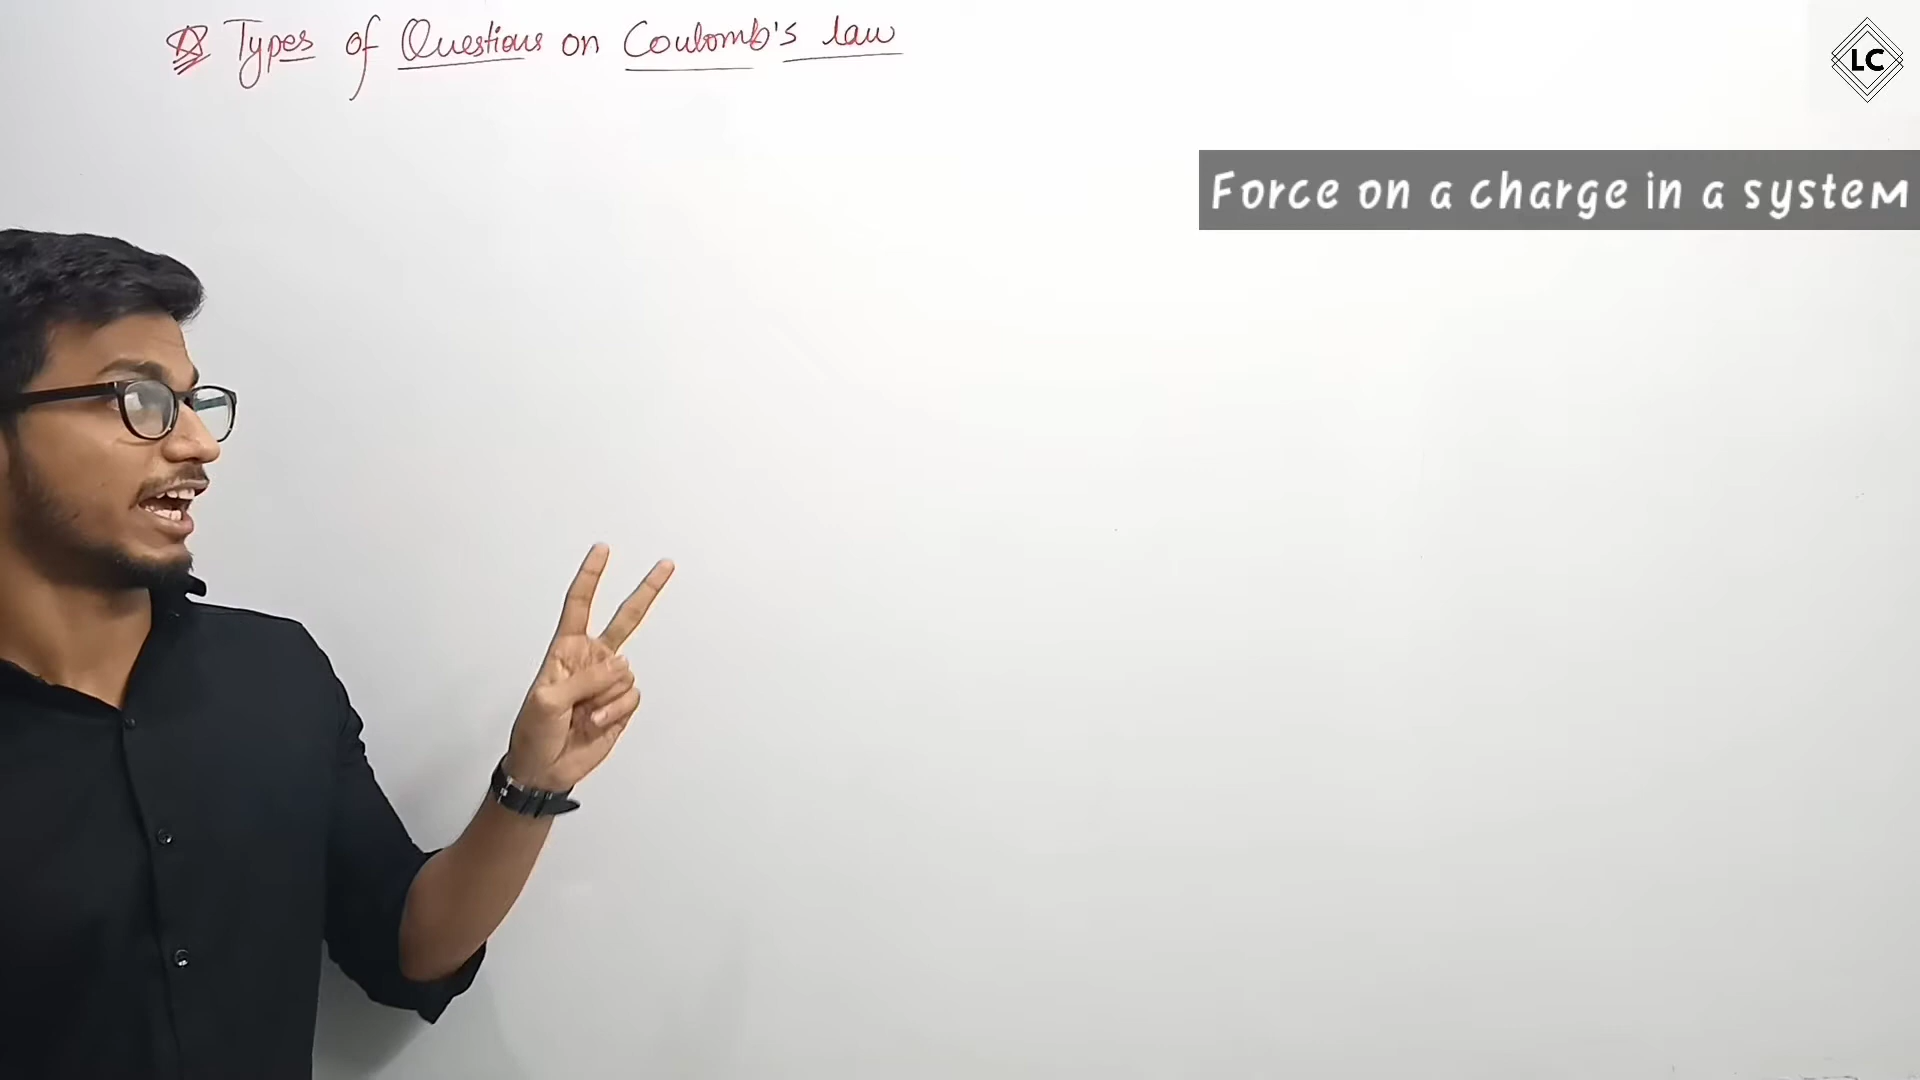 Types of Questions on Coulomb's law
LC
Force on a charge in a system